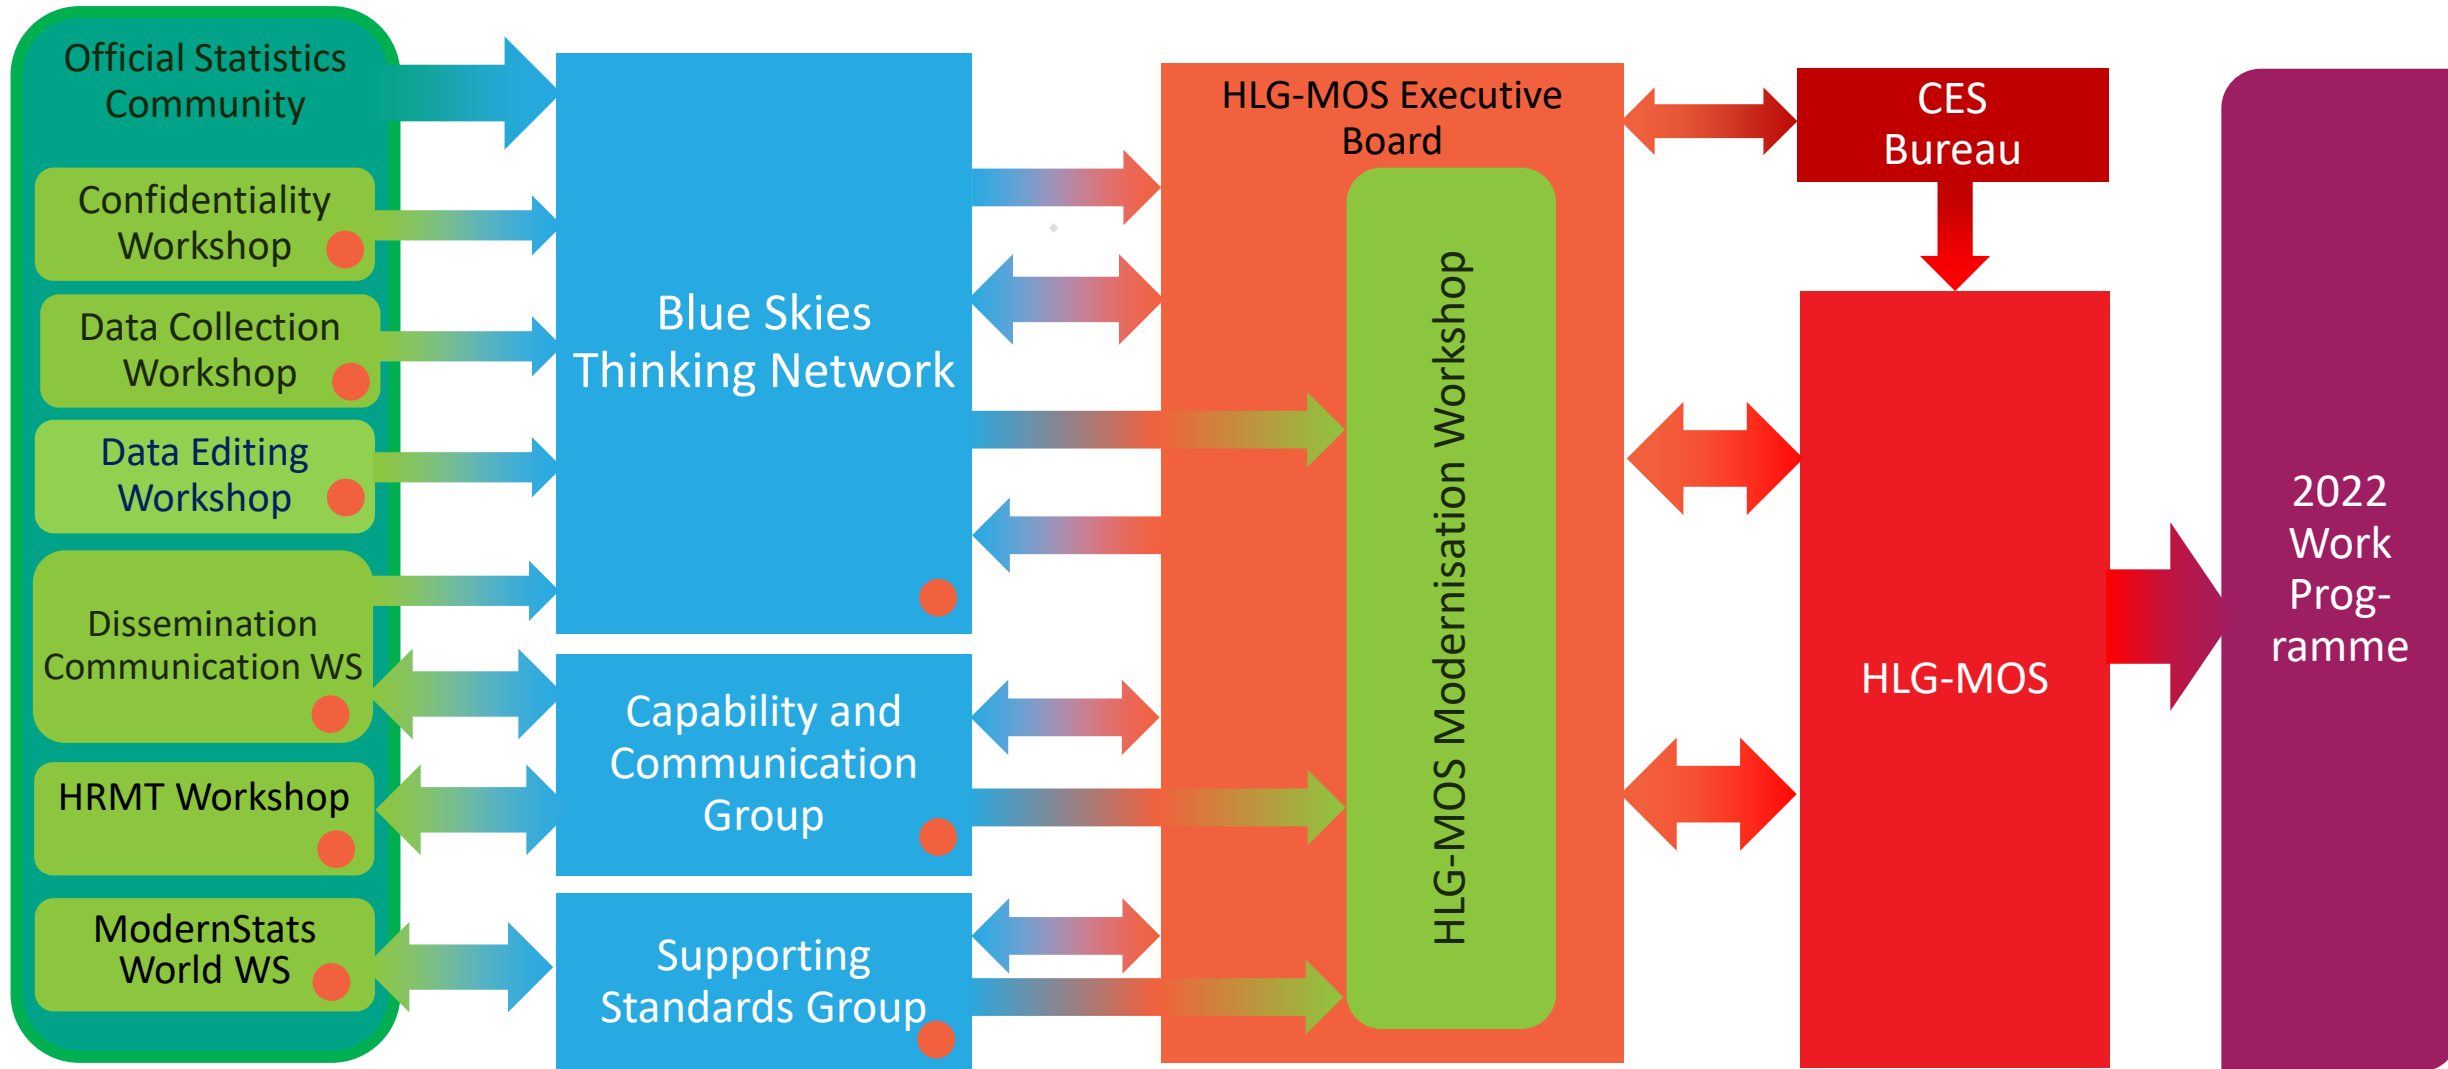 Official Statistics
Community
Confidentiality
Workshop
Data Collection
Workshop
Data Editing
Workshop
Dissemination
Communication WS
HRMT Workshop
ModernStats
World WS
Blue Skies
Thinking Network
Capability and
Communication
Group
Supporting
Standards Group
HLG-MOS Executive
Board
HLG-MOS Modernisation Workshop
CES
Bureau
HLG-MOS
2022
Work
Prog-
ramme